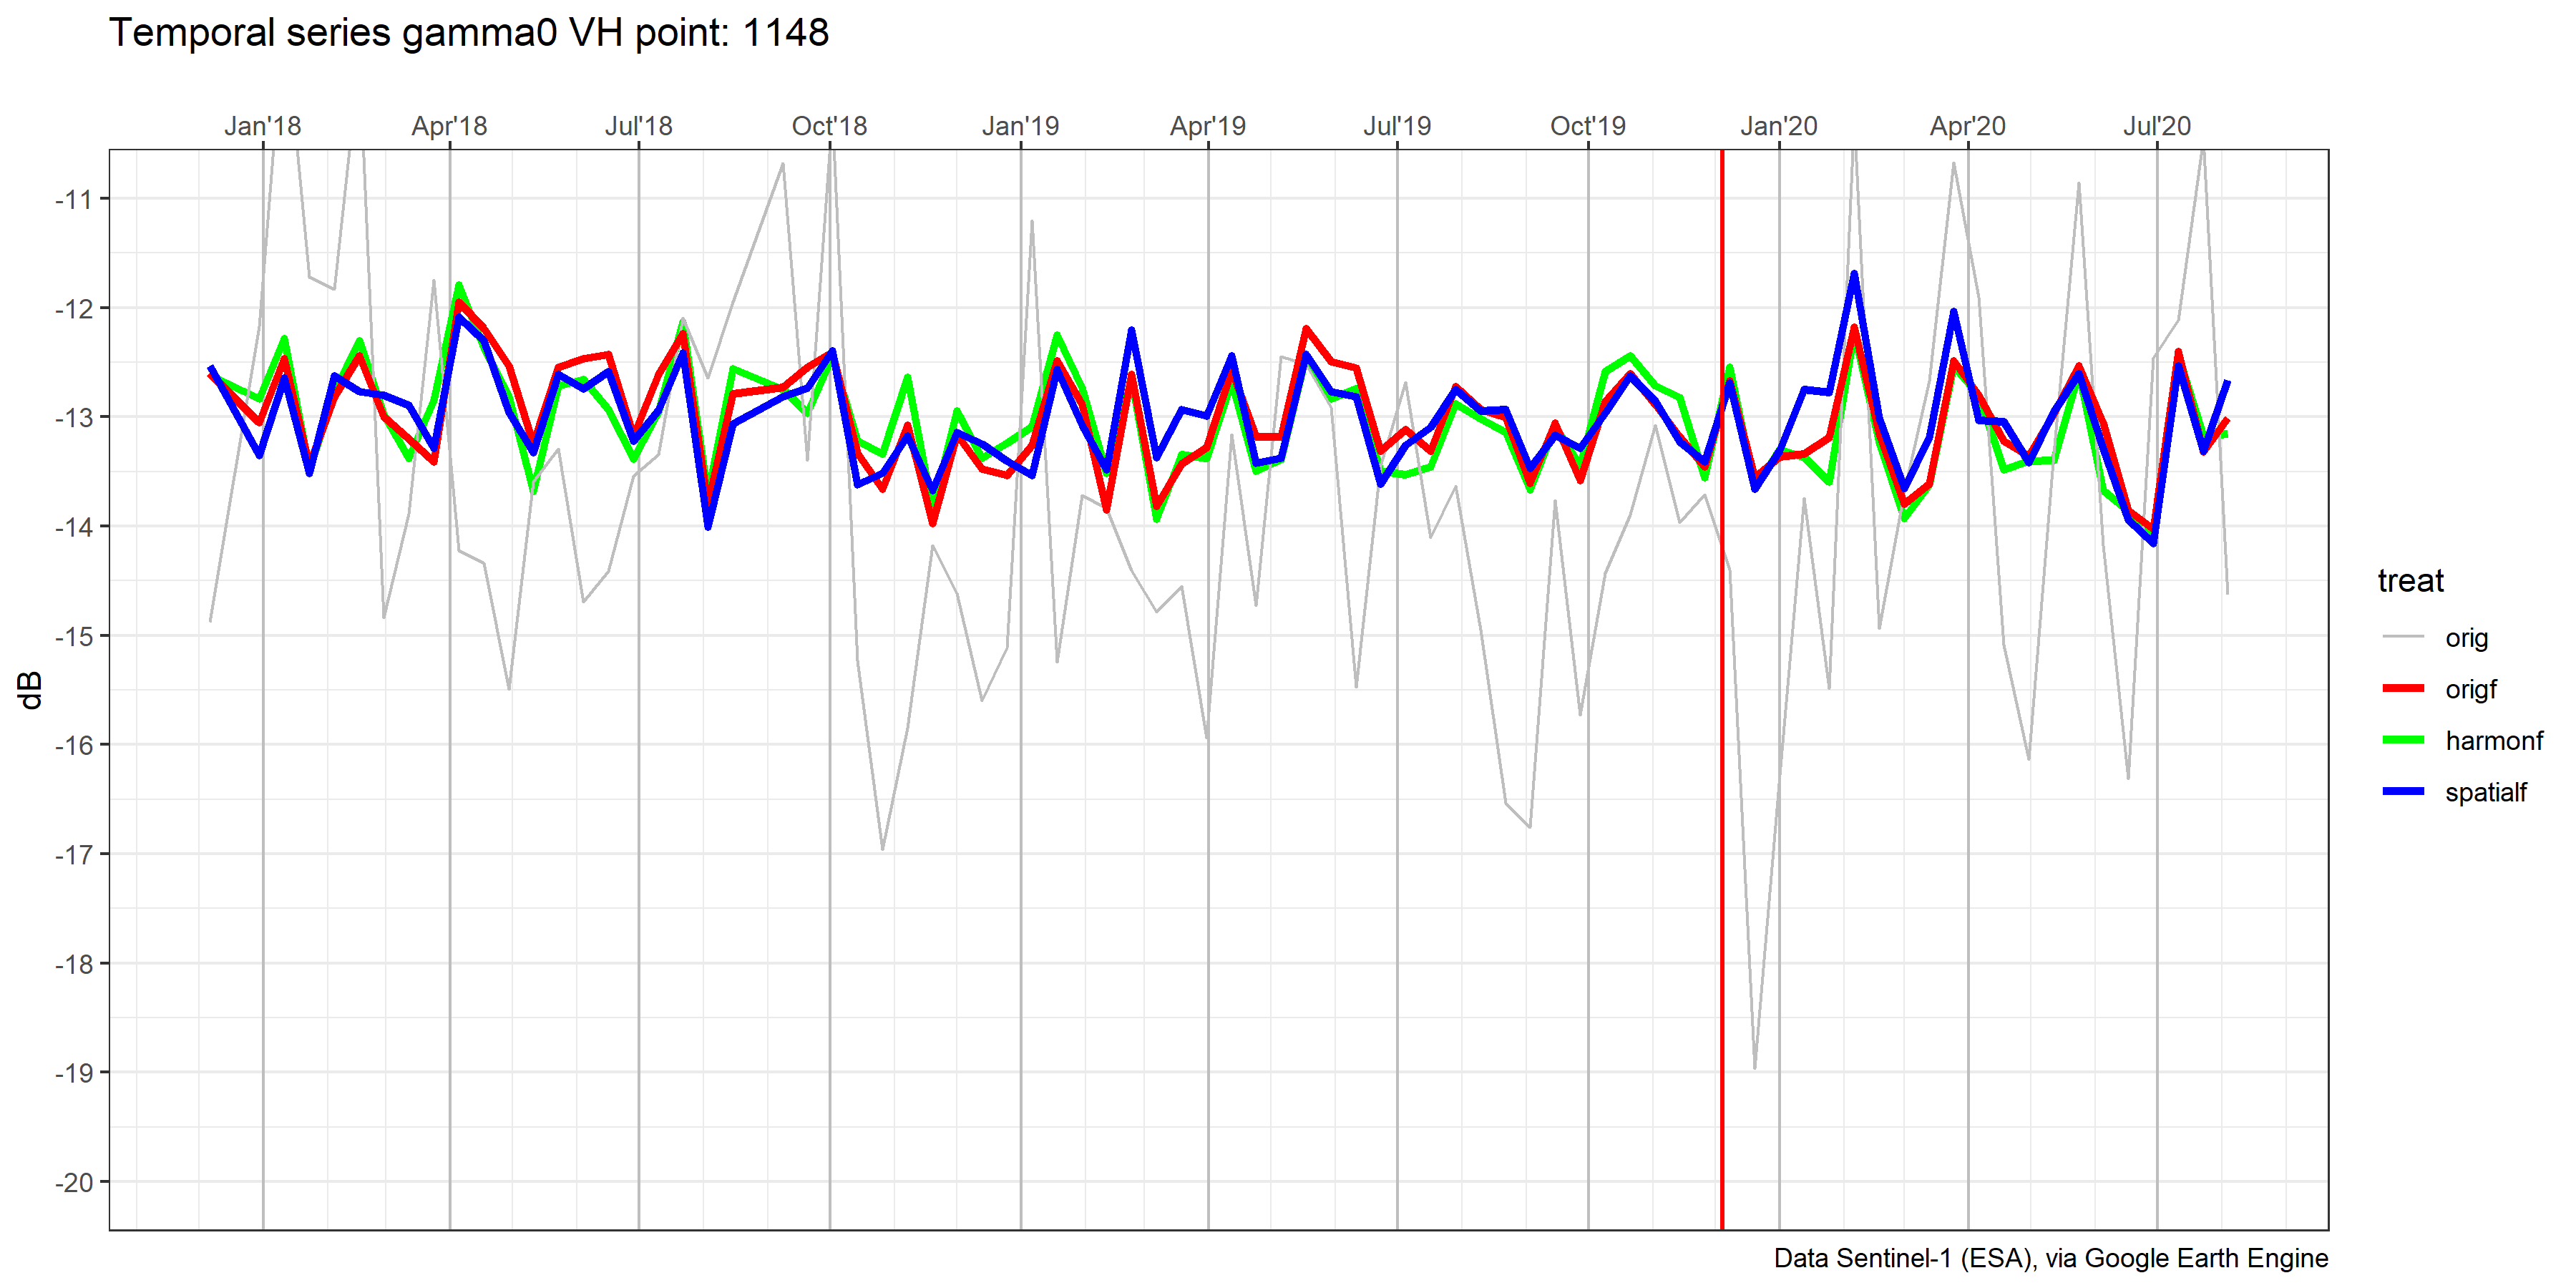 Temporal series gamma0 VH point: 1148
Jan'18 Apr'18 Jul'18 Oct'18 Jan'19 Apr'19 Jul'19 Oct'19 Jan'20 Apr'20 Jul'20
-11
-12
-13
-14
-15
-16
-17
-18
-19
-20
dB
treat
orig
origf
harmonf
spatialf
Data Sentinel-1 (ESA), via Google Earth Engine